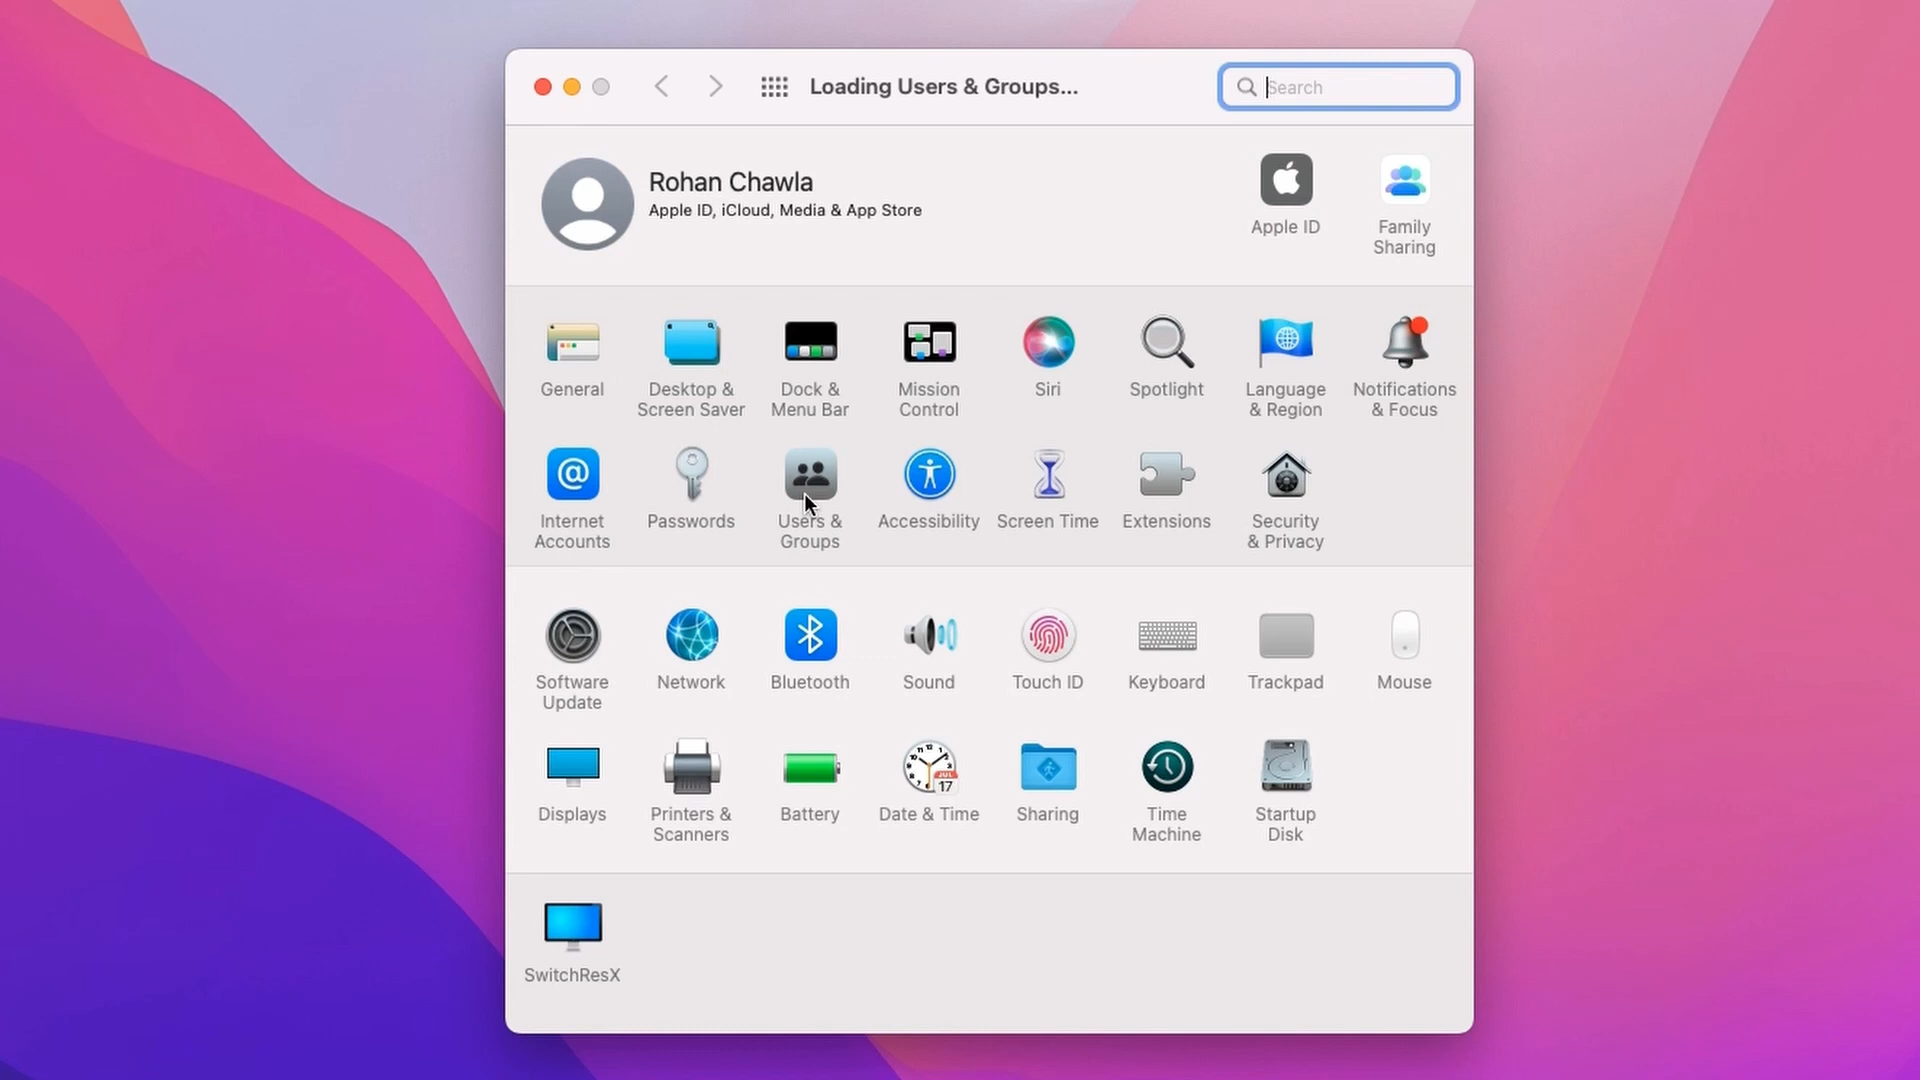 Loading Users & Groups...
Search
Rohan Chawla
Apple ID, iCloud, Media & App Store
Apple ID
Family
Sharing
General
Desktop &
Screen Saver
Dock &
Menu Bar
Mission
Control
Siri
Spotlight
Language
& Region
Notifications
& Focus
@
Internet
Accounts
Passwords
Users &
Groups
Accessibility
Screen Time
Extensions
Security
& Privacy
Software
Update
Network
Bluetooth
Sound
Touch ID
Keyboard
Trackpad
Mouse
Displays
Printers &
Scanners
Battery
JUL
17
Date & Time
Sharing
Time
Machine
Startup
Disk
SwitchResX